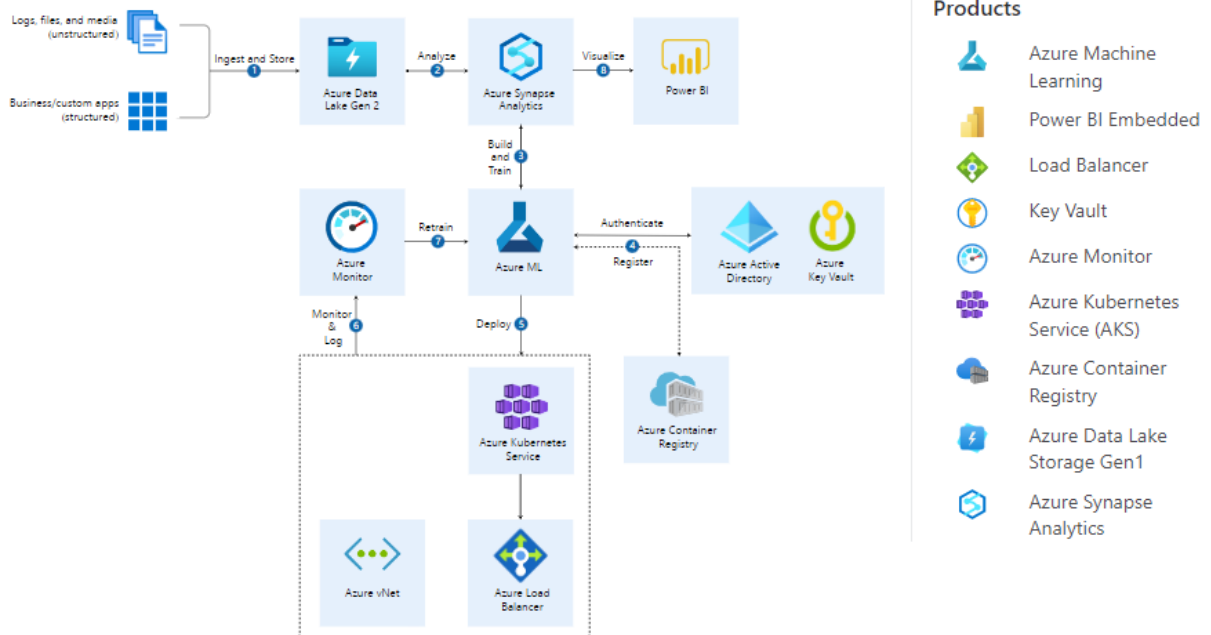 Logs, files, and media
(unstructured)
Business/custom apps
(structured)
Ingest and Store
1
Azure Data
Lake Gen 2
Analyze
2
Azure Synapse
Analytics
Visualize
8
Power BI
Build
and
Train
3
Azure
Monitor
Retrain
7
Azure ML
Authenticate
4
Register
Azure Active
Directory
Azure
Key Vault
Monitor
&
Log
6
Deploy
5
Azure Kubernetes
Service
Azure Container
Registry
Azure vNet
Azure Load
Balancer
Products
Azure Machine
Learning
Power BI Embedded
Load Balancer
Key Vault
Azure Monitor
Azure Kubernetes
Service (AKS)
Azure Container
Registry
Azure Data Lake
Storage Gen1
Azure Synapse
Analytics